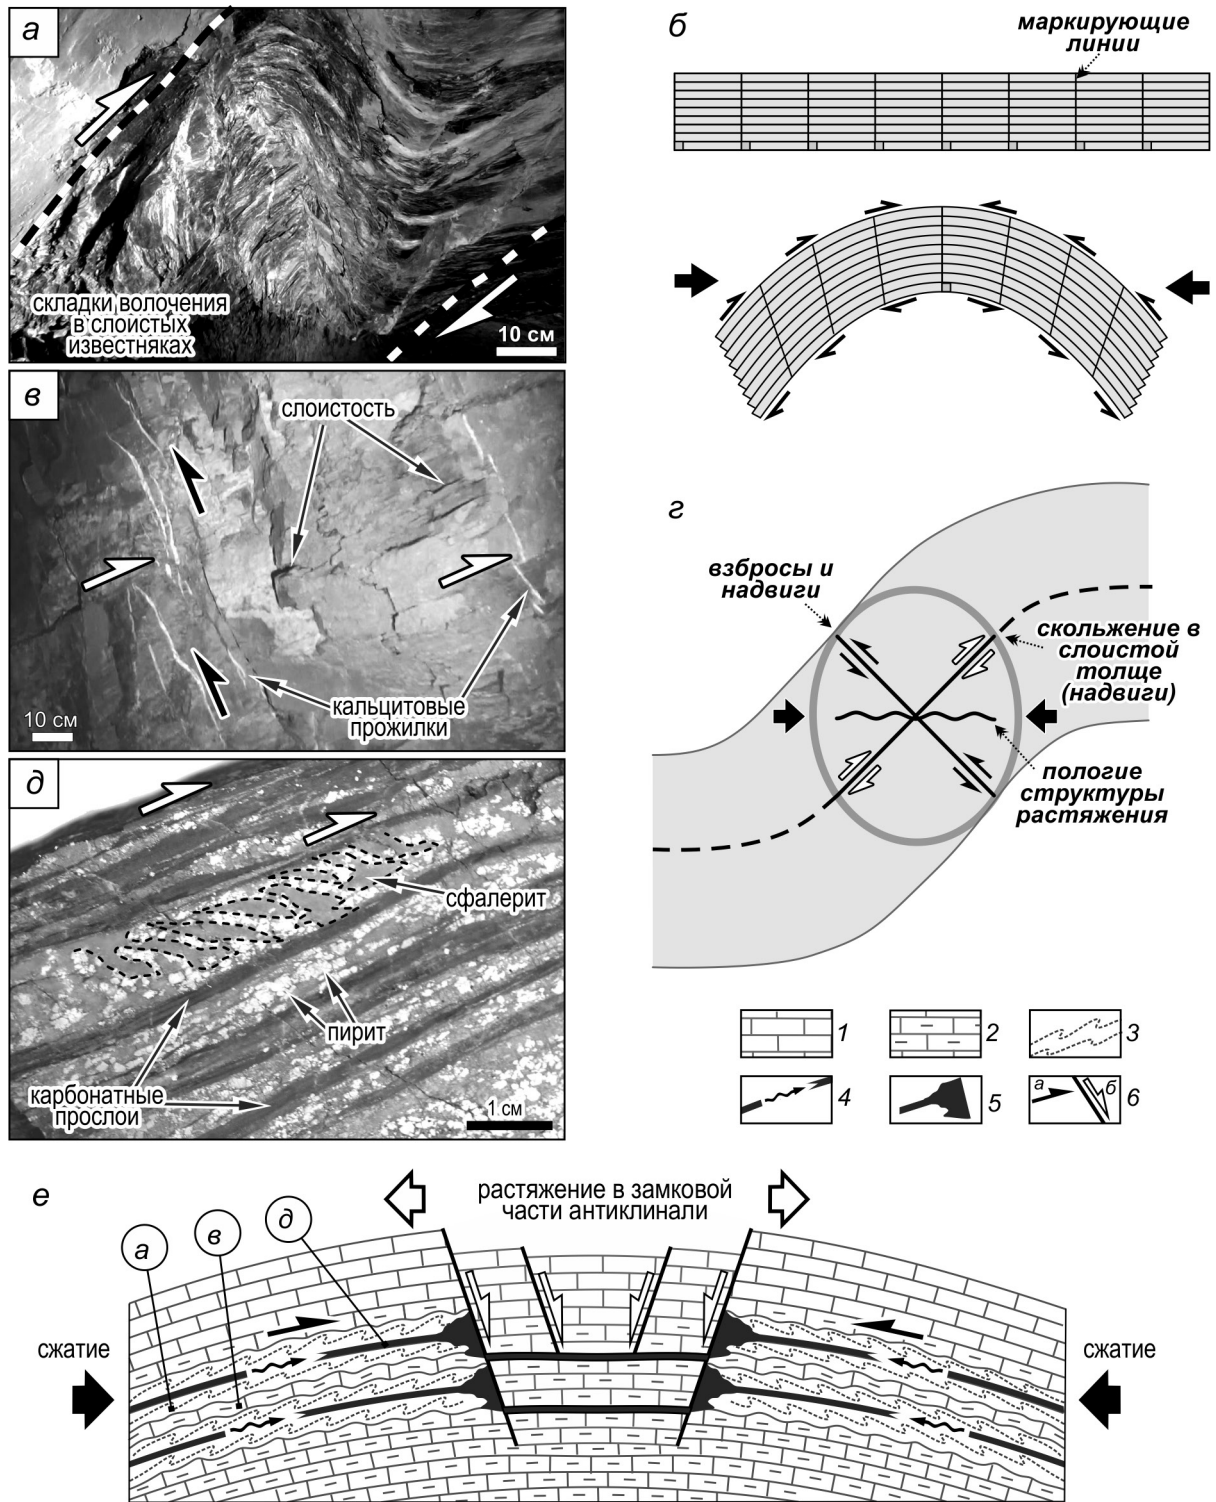 а
складки волочения
в слоистых
известняках
10 см
б
маркирующие
линии
в
слоистость
кальцитовые
прожилки
10 см
г
взбросы и
надвиги
скольжение в
слоистой
толще
(надвиги)
пологие
структуры
растяжения
д
сфалерит
пирит
карбонатные
прослои
1 см
1
2
3
4
5
а
б
6
е
растяжение в замковой
части антиклинали
а
в
д
сжатие
сжатие